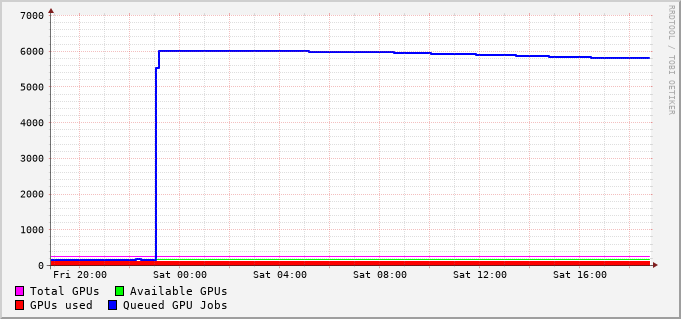 7000
6000
5000
4000
3000
2000
1000
0
Fri 20:00 Sat 00:00 Sat 04:00 Sat 08:00 Sat 12:00 Sat 16:00
Total GPUs Available GPUs
GPUs used Queued GPU Jobs
RRDTOOL / TOBI OETIKER